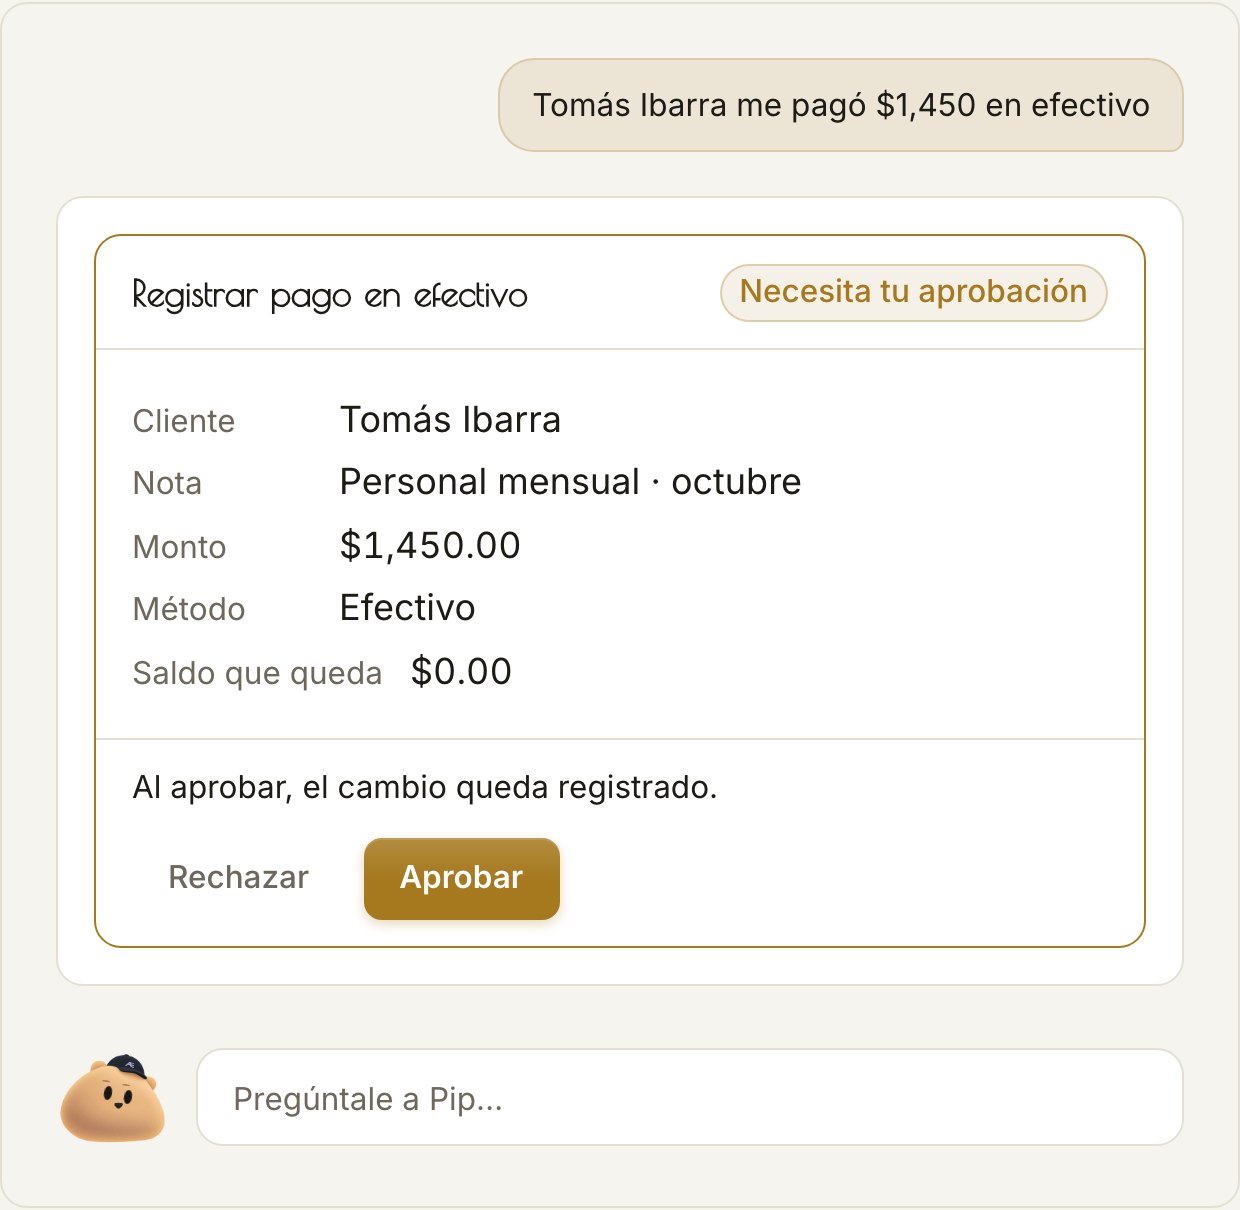 Tomás Ibarra me pagó $1,450 en efectivo
Registrar pago en efectivo
Necesita tu aprobación
Cliente Tomás Ibarra
Nota Personal mensual · octubre
Monto $1,450.00
Método Efectivo
Saldo que queda $0.00
Al aprobar, el cambio queda registrado.
Rechazar Aprobar
Pregúntale a Pip...